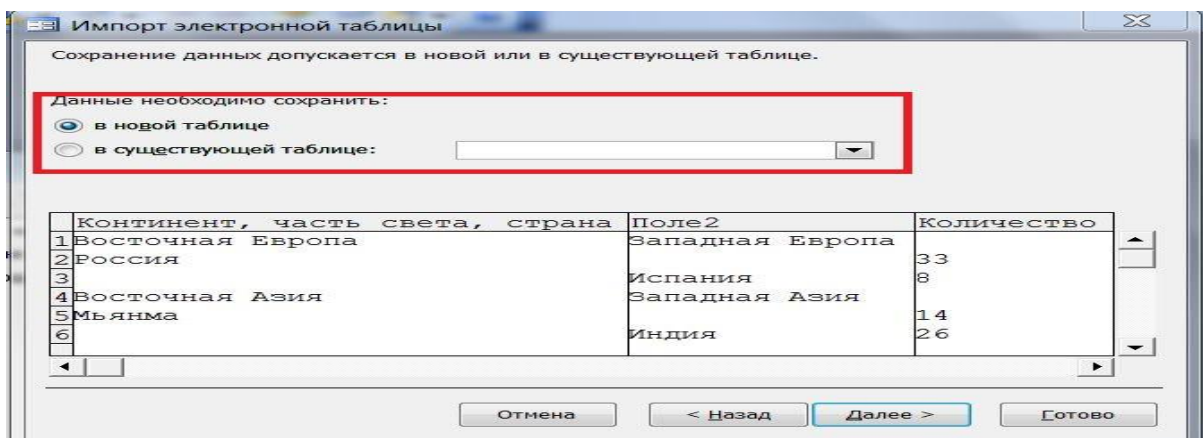 Импорт электронной таблицы
Сохранение данных допускается в новой или в существующей таблице.
Данные необходимо сохранить:
в новой таблице
в существующей таблице:
Континент, часть света, страна Поле2 Количество
1 Восточная Европа Западная Европа
2 Россия 33
3 Испания 8
4 Восточная Азия Западная Азия
5 Мьянма 14
6 Индия 26
Отмена < Назад Далее > Готово